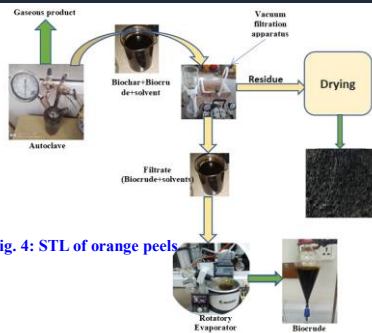 Gaseous product
Vacuum
filtration
apparatus
Biochar+Biocru
de+solvent
Residue
Drying
Autoclave
Filtrate
(Biocrude+solvents)
ig. 4: STL of orange peels
Rotatory
Evaporator
Biocrude